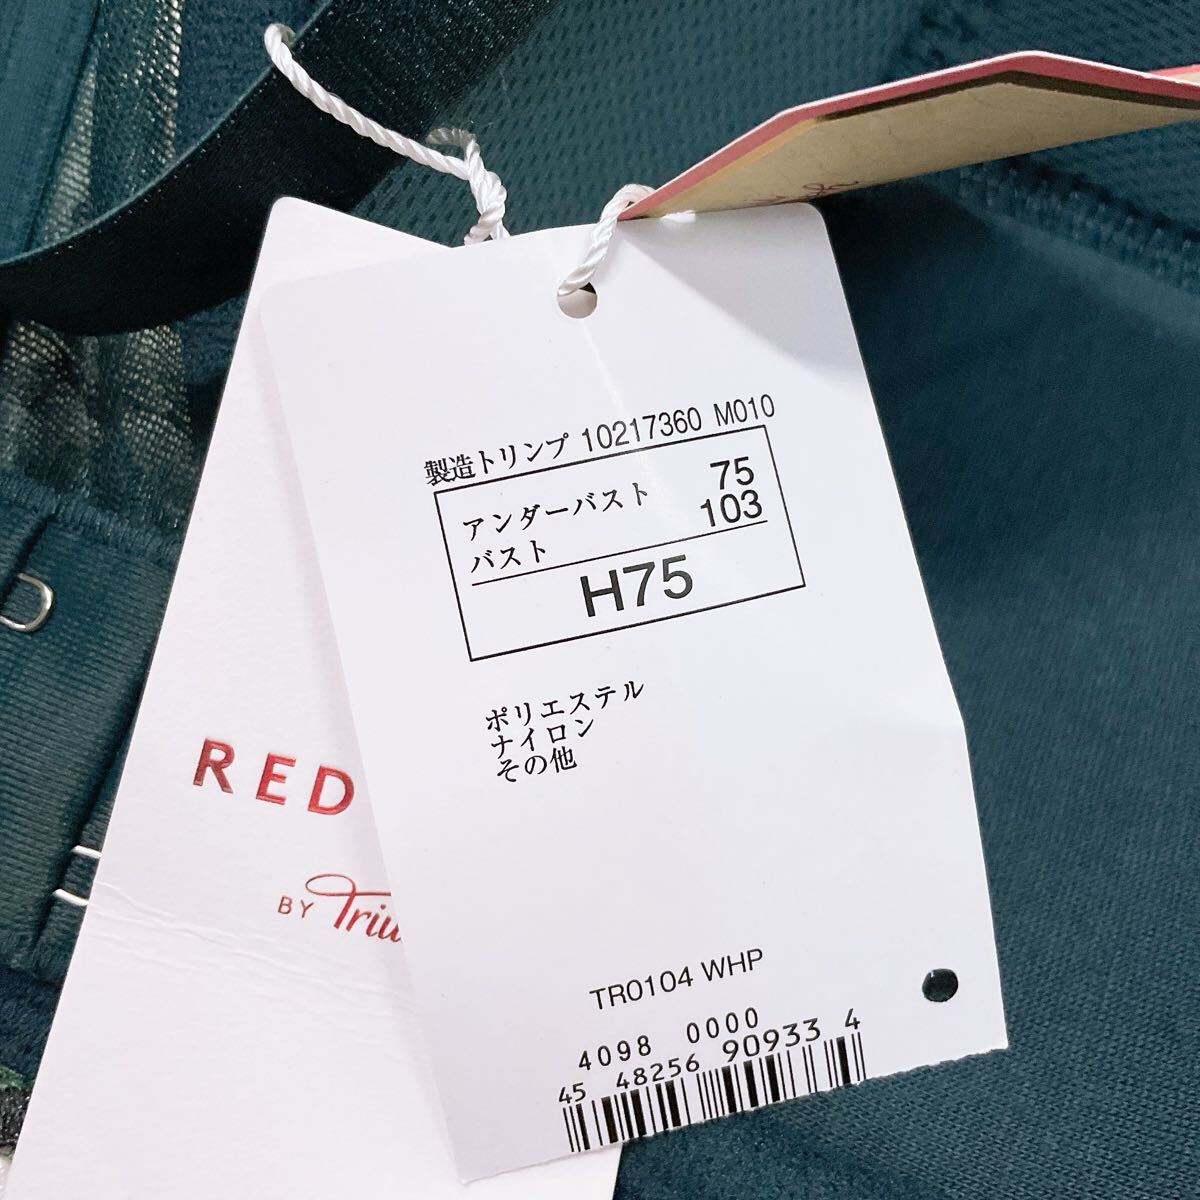 製造トリンプ 10217360 M010
アンダーバスト 75
バスト 103
H75
ポリエステル
ナイロン
その他
TR0104 WHP
4098 0000
45 48256 90933 4
RED
BY